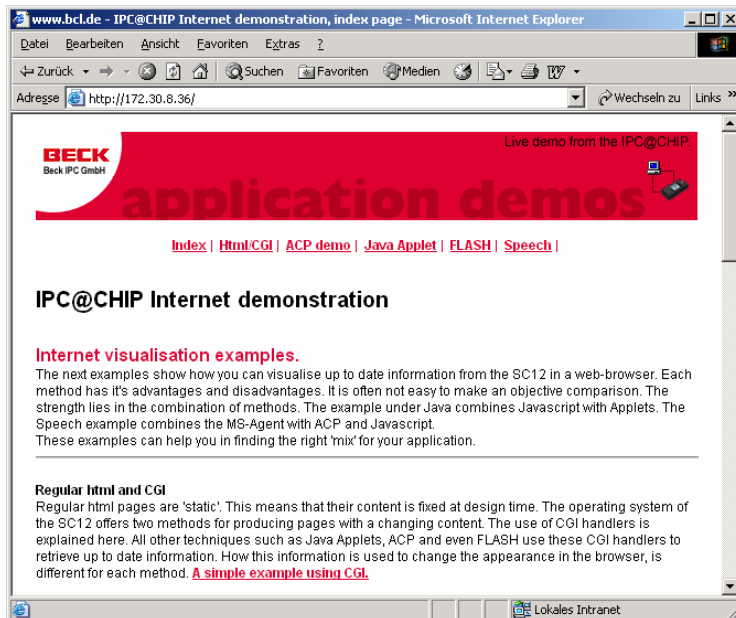 www.bcl.de - IPC@CHIP Internet demonstration, index page - Microsoft Internet Explorer
Datei Bearbeiten Ansicht Favoriten Extras ?
Zurück Suchen Favoriten Medien
Adresse http://172.30.8.36/ Wechseln zu Links »
Live demo from the IPC@CHIP.
BECK
Beck IPC GmbH
application demos
Index | Html/CGI | ACP demo | Java Applet | FLASH | Speech |
IPC@CHIP Internet demonstration
Internet visualisation examples.
The next examples show how you can visualise up to date information from the SC12 in a web-browser. Each
method has it's advantages and disadvantages. It is often not easy to make an objective comparison. The
strength lies in the combination of methods. The example under Java combines Javascript with Applets. The
Speech example combines the MS-Agent with ACP and Javascript.
These examples can help you in finding the right 'mix' for your application.
Regular html and CGI
Regular html pages are 'static'. This means that their content is fixed at design time. The operating system of
the SC12 offers two methods for producing pages with a changing content. The use of CGI handlers is
explained here. All other techniques such as Java Applets, ACP and even FLASH use these CGI handlers to
retrieve up to date information. How this information is used to change the appearance in the browser, is
different for each method. A simple example using CGI.
Lokales Intranet